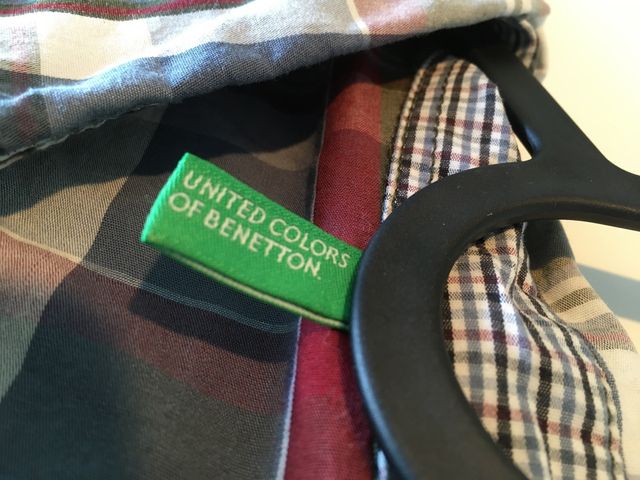 UNITED COLORS
OF BENETTON.